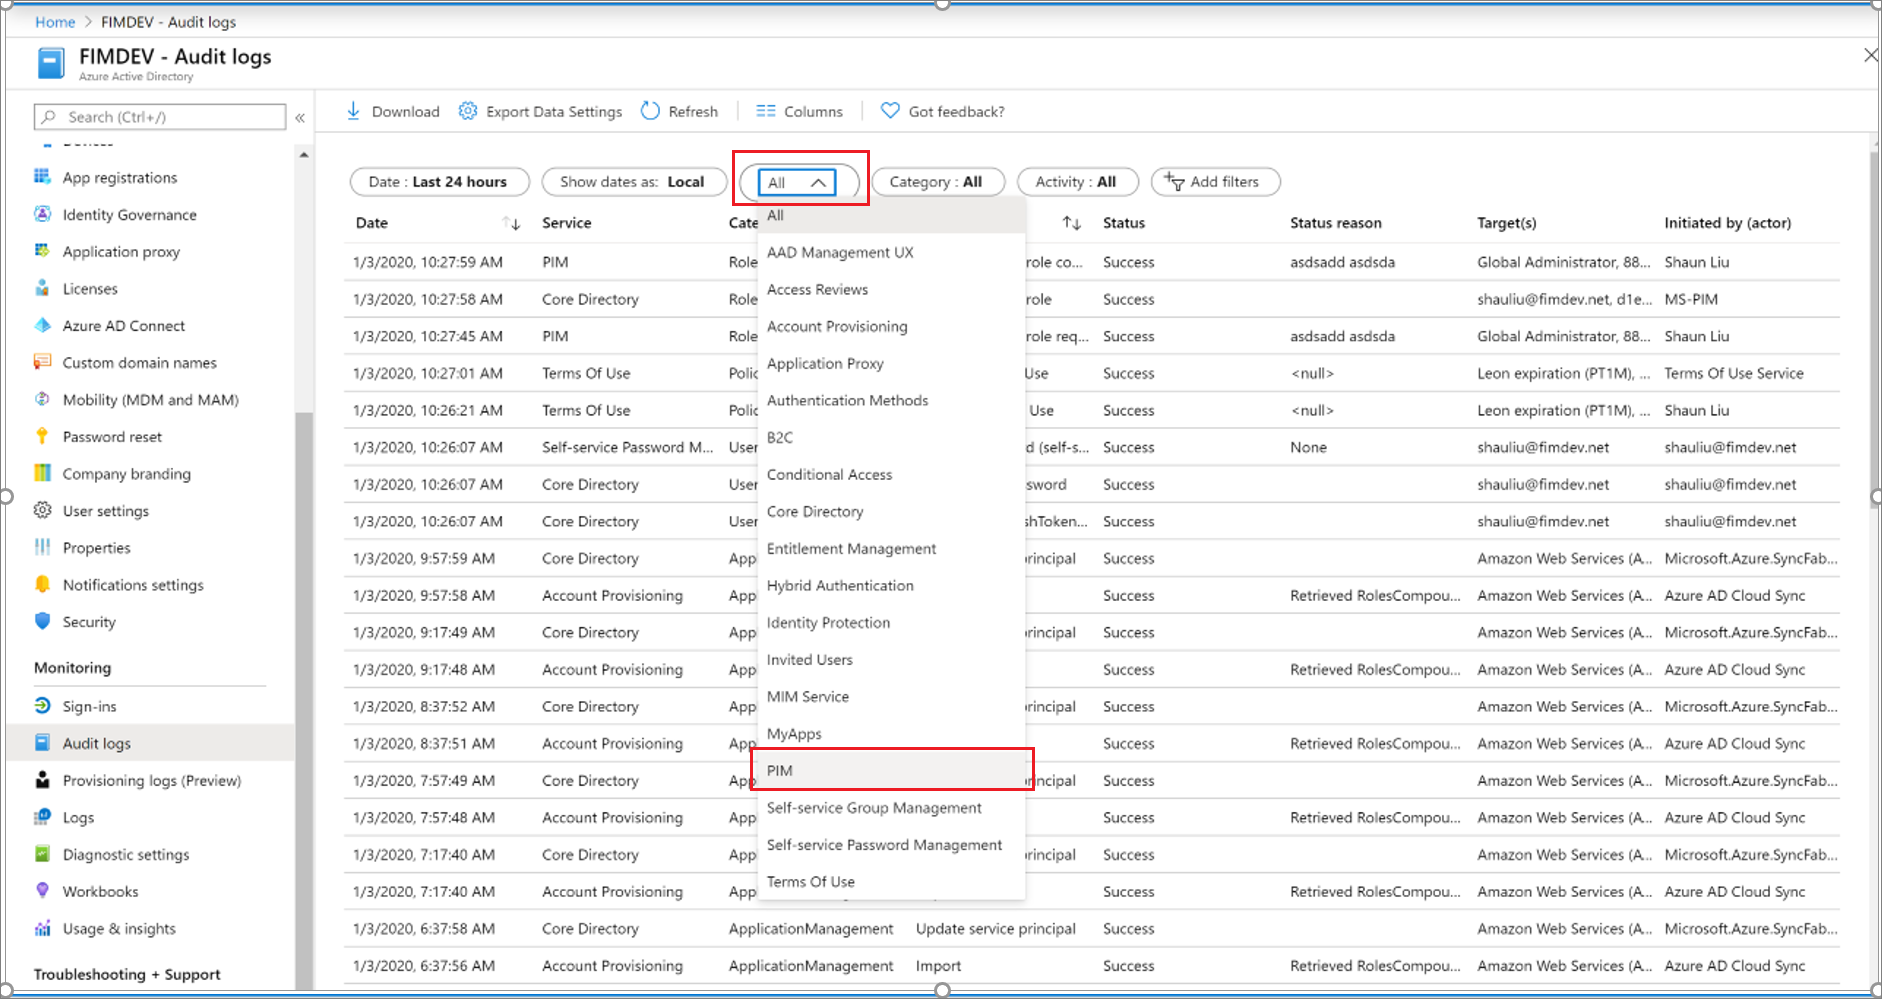 Home > FIMDEV - Audit logs
FIMDEV - Audit logs
Azure Active Directory
Search (Ctrl+/)
«
App registrations
Identity Governance
Application proxy
Licenses
Azure AD Connect
Custom domain names
Mobility (MDM and MAM)
Password reset
Company branding
User settings
Properties
Notifications settings
Security
Monitoring
Sign-ins
Audit logs
Provisioning logs (Preview)
Logs
Diagnostic settings
Workbooks
Usage & insights
Troubleshooting + Support
Download Export Data Settings Refresh Columns Got feedback?
Date : Last 24 hours Show dates as: Local All Category : All Activity : All Add filters
All
AAD Management UX
Access Reviews
Account Provisioning
Application Proxy
Authentication Methods
B2C
Conditional Access
Core Directory
Entitlement Management
Hybrid Authentication
Identity Protection
Invited Users
MIM Service
MyApps
PIM
Self-service Group Management
Self-service Password Management
Terms Of Use
Date Service Cate Status Status reason Target(s) Initiated by (actor)
1/3/2020, 10:27:59 AM PIM Role role co... Success asdsadd asdsda Global Administrator, 88... Shaun Liu
1/3/2020, 10:27:58 AM Core Directory Role role Success shauliu@fimdev.net, d1e... MS-PIM
1/3/2020, 10:27:45 AM PIM Role role req... Success asdsadd asdsda Global Administrator, 88... Shaun Liu
1/3/2020, 10:27:01 AM Terms Of Use Polic Use Success <null> Leon expiration (PT1M), ... Terms Of Use Service
1/3/2020, 10:26:21 AM Terms Of Use Polic Use Success <null> Leon expiration (PT1M), ... Shaun Liu
1/3/2020, 10:26:07 AM Self-service Password M... User d (self-s... Success None shauliu@fimdev.net shauliu@fimdev.net
1/3/2020, 10:26:07 AM Core Directory User sword Success shauliu@fimdev.net shauliu@fimdev.net
1/3/2020, 10:26:07 AM Core Directory User shToken... Success shauliu@fimdev.net shauliu@fimdev.net
1/3/2020, 9:57:59 AM Core Directory App rincipal Success Amazon Web Services (A... Microsoft.Azure.SyncFab...
1/3/2020, 9:57:58 AM Account Provisioning App Success Retrieved RolesCompou... Amazon Web Services (A... Azure AD Cloud Sync
1/3/2020, 9:17:49 AM Core Directory App rincipal Success Amazon Web Services (A... Microsoft.Azure.SyncFab...
1/3/2020, 9:17:48 AM Account Provisioning App Success Retrieved RolesCompou... Amazon Web Services (A... Azure AD Cloud Sync
1/3/2020, 8:37:52 AM Core Directory App rincipal Success Amazon Web Services (A... Microsoft.Azure.SyncFab...
1/3/2020, 8:37:51 AM Account Provisioning App Success Retrieved RolesCompou... Amazon Web Services (A... Azure AD Cloud Sync
1/3/2020, 7:57:49 AM Core Directory App rincipal Success Amazon Web Services (A... Microsoft.Azure.SyncFab...
1/3/2020, 7:57:48 AM Account Provisioning App Success Retrieved RolesCompou... Amazon Web Services (A... Azure AD Cloud Sync
1/3/2020, 7:17:40 AM Core Directory App rincipal Success Amazon Web Services (A... Microsoft.Azure.SyncFab...
1/3/2020, 7:17:40 AM Account Provisioning Success Retrieved RolesCompou... Amazon Web Services (A... Azure AD Cloud Sync
1/3/2020, 6:37:58 AM Core Directory ApplicationManagement Update service principal Success Amazon Web Services (A... Microsoft.Azure.SyncFab...
1/3/2020, 6:37:56 AM Account Provisioning ApplicationManagement Import Success Retrieved RolesCompou... Amazon Web Services (A... Azure AD Cloud Sync